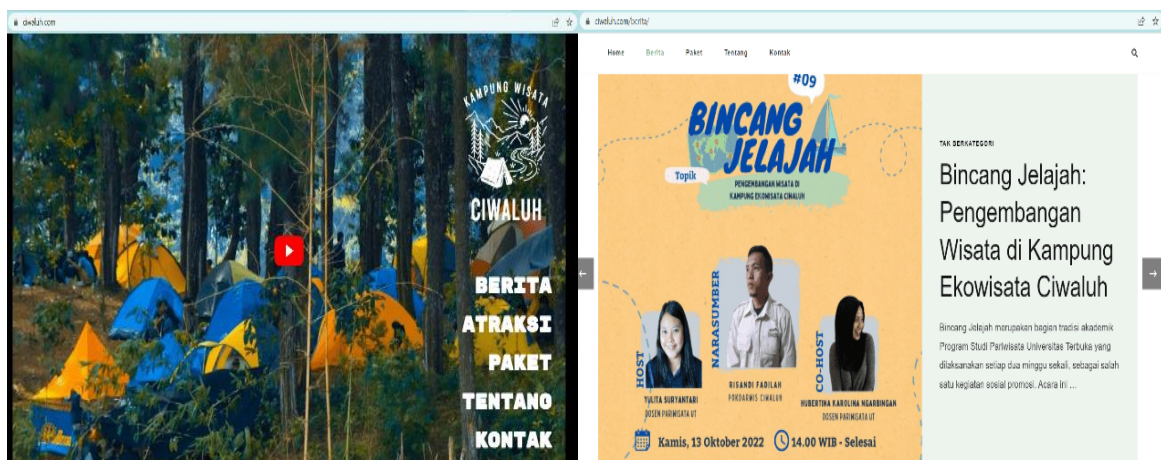 ciwaluh.com
KAMPUNG WISATA
CIWALUH
BERITA
ATRAKSI
PAKET
TENTANG
KONTAK
ciwaluh.com/berita/
Home Berita Paket Tentang Kontak
#09
BINCANG
JELAJAH
Topik
PENGEMBANGAN WISATA DI
KAMPUNG EKOWISATA CIWALUH
HOST
YULITA SURYANTARI
DOSEN PARIWISATA UT
NARASUMBER
RISANDI FADILAH
POKDARWIS CIWALUH
CO-HOST
HUBERTINA KAROLINA NGARBINGAN
DOSEN PARIWISATA UT
Kamis, 13 Oktober 2022 14.00 WIB - Selesai
TAK BERKATEGORI
Bincang Jelajah:
Pengembangan
Wisata di Kampung
Ekowisata Ciwaluh
Bincang Jelajah merupakan bagian tradisi akademik
Program Studi Pariwisata Universitas Terbuka yang
dilaksanakan setiap dua minggu sekali, sebagai salah
satu kegiatan sosial promosi. Acara ini ...